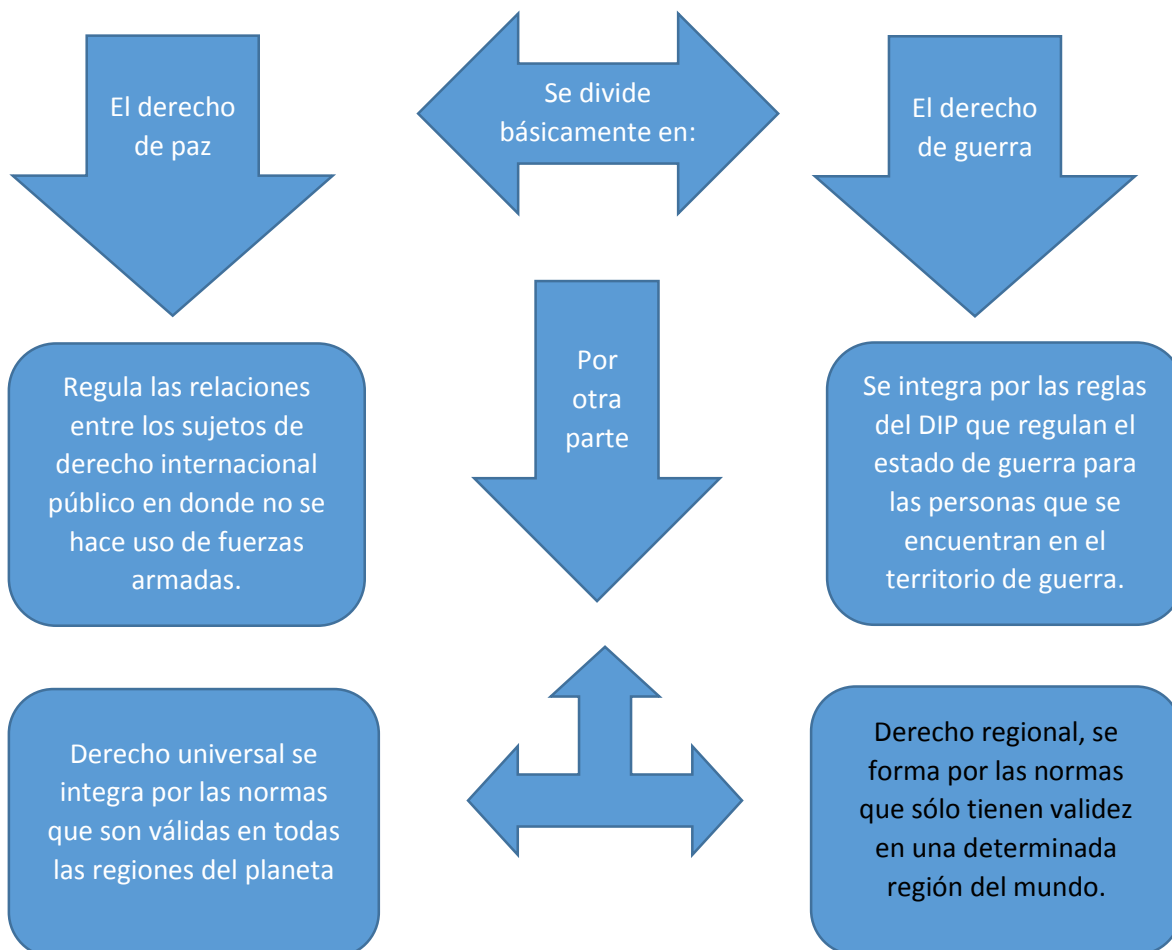 El derecho
de paz
Se divide
básicamente en:
El derecho
de guerra
Regula las relaciones
entre los sujetos de
derecho internacional
público en donde no se
hace uso de fuerzas
armadas.
Por
otra
parte
Se integra por las reglas
del DIP que regulan el
estado de guerra para
las personas que se
encuentran en el
territorio de guerra.
Derecho universal se
integra por las normas
que son válidas en todas
las regiones del planeta
Derecho regional, se
forma por las normas
que sólo tienen validez
en una determinada
región del mundo.